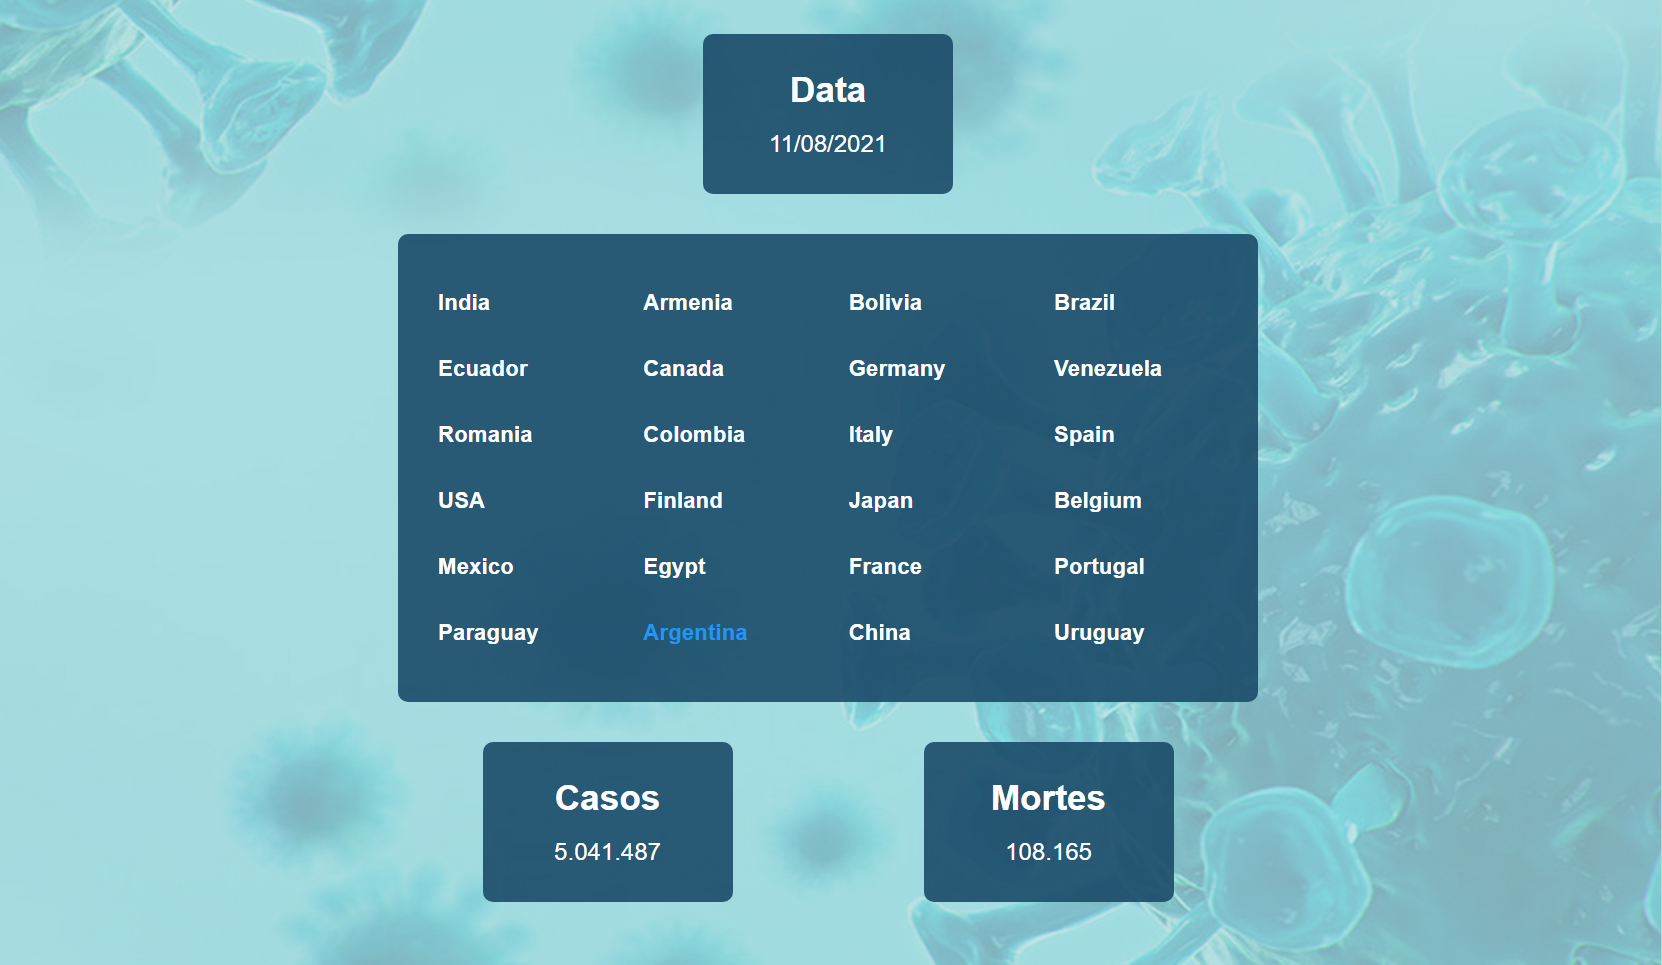 Data
11/08/2021
India Armenia Bolivia Brazil
Ecuador Canada Germany Venezuela
Romania Colombia Italy Spain
USA Finland Japan Belgium
Mexico Egypt France Portugal
Paraguay Argentina China Uruguay
Casos Mortes
5.041.487 108.165